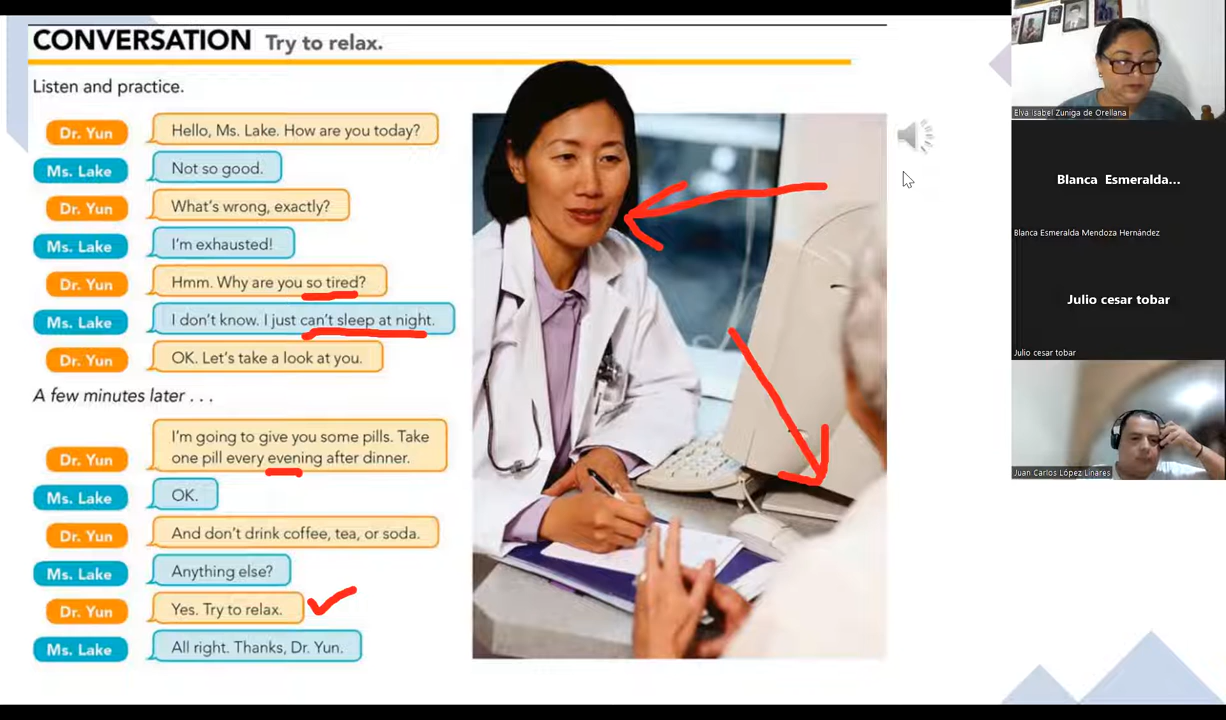 CONVERSATION Try to relax.
Listen and practice.
Dr. Yun Hello, Ms. Lake. How are you today?
Ms. Lake Not so good.
Dr. Yun What's wrong, exactly?
Ms. Lake I'm exhausted!
Dr. Yun Hmm. Why are you so tired?
Ms. Lake I don't know. I just can't sleep at night.
Dr. Yun OK. Let's take a look at you.
A few minutes later . . .
Dr. Yun I'm going to give you some pills. Take
one pill every evening after dinner.
Ms. Lake OK.
Dr. Yun And don't drink coffee, tea, or soda.
Ms. Lake Anything else?
Dr. Yun Yes. Try to relax.
Ms. Lake All right. Thanks, Dr. Yun.
Elva Isabel Zuniga de Orellana
Blanca Esmeralda...
Blanca Esmeralda Mendoza Hernández
Julio cesar tobar
Julio cesar tobar
Juan Carlos López Linares